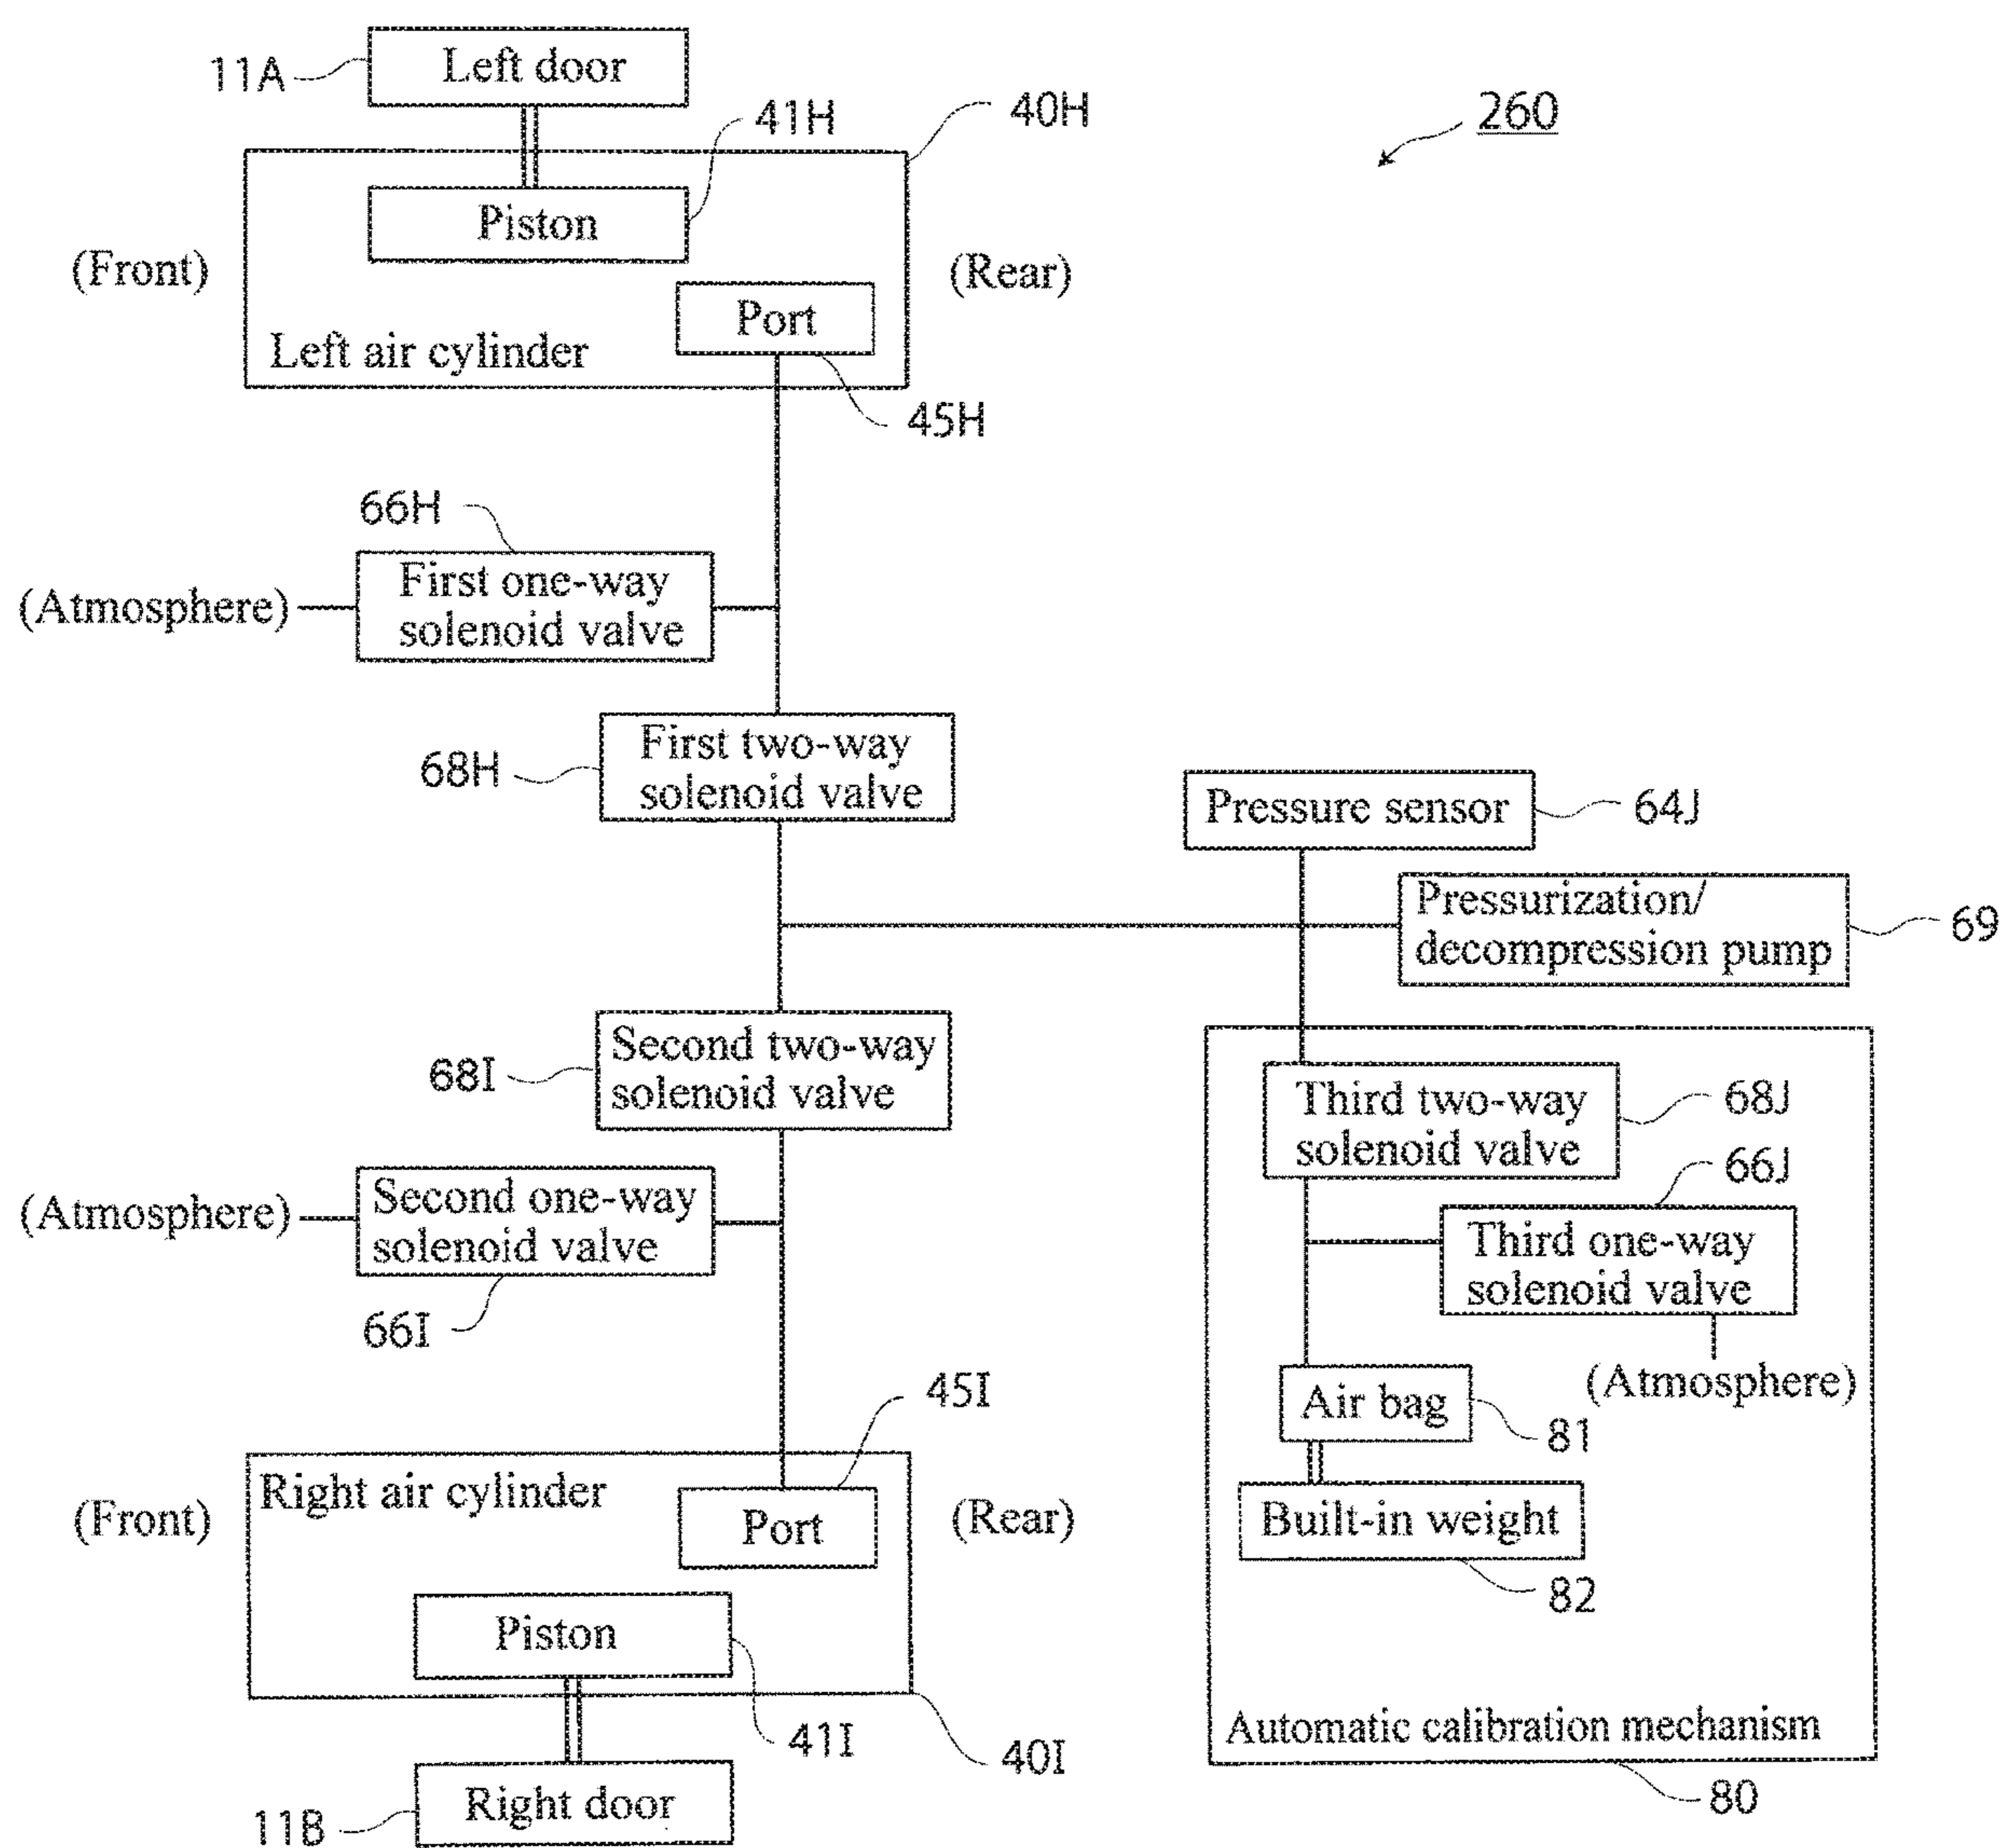 Left door
11A
41H
40H
260
Piston
(Front)
(Rear)
Port
Left air cylinder
45H
66H
(Atmosphere)
First one-way
solenoid valve
First two-way
solenoid valve
68H
Pressure sensor
64J
Pressurization/
decompression pump
69
Second two-way
solenoid valve
68I
Third two-way
solenoid valve
68J
66J
(Atmosphere)
Second one-way
solenoid valve
66I
Third one-way
solenoid valve
(Atmosphere)
Air bag
81
45I
Right air cylinder
(Front)
Port
(Rear)
Built-in weight
82
Piston
41I
40I
Automatic calibration mechanism
80
Right door
11B